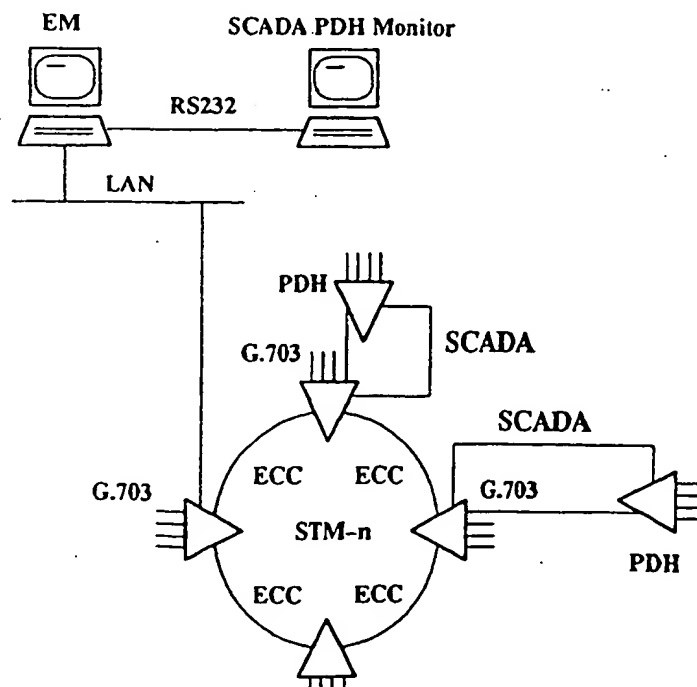 EM
SCADA PDH Monitor
RS232
LAN
PDH
G.703
SCADA
SCADA
ECC
ECC
G.703
G.703
STM-n
PDH
ECC
ECC